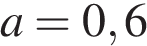 a = 0,6